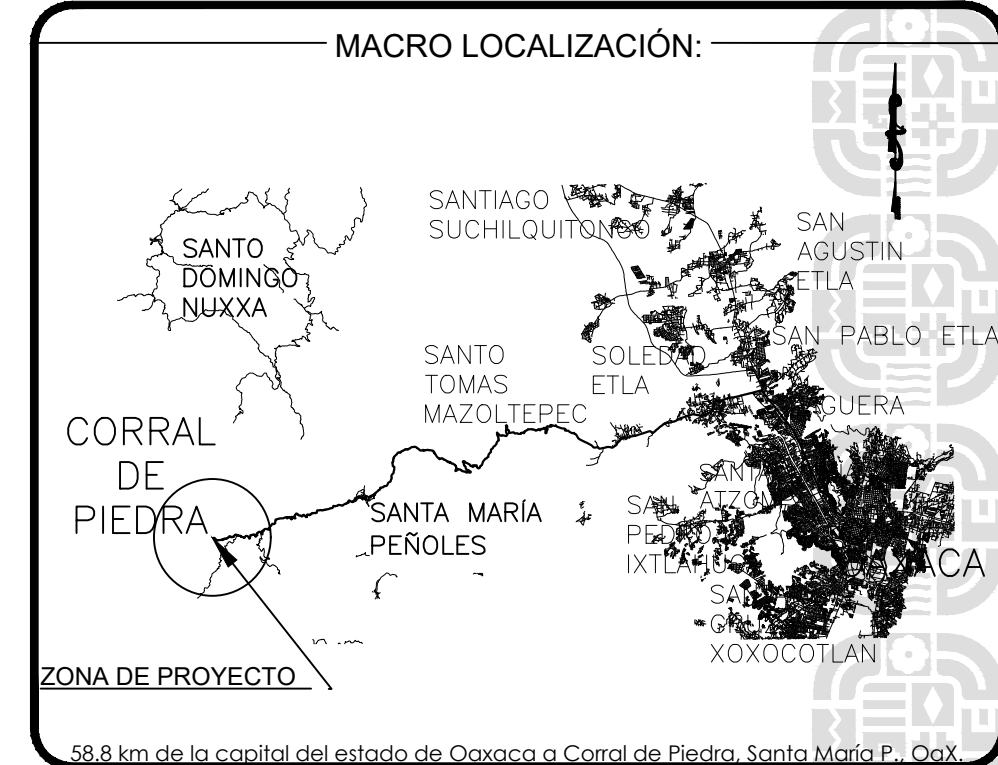 MACRO LOCALIZACIÓN:
SANTIAGO
SUCHILQUITONGO
SAN
AGUSTIN
ETLA
SANTO
DOMINGO
NUXXA
SAN PABLO ETLA
SANTO
TOMAS
MAZOLTEPEC
SOLEDAD
ETLA
GUERA
CORRAL
DE
PIEDRA
SANTA MARÍA
PEÑOLES
SANTA
SAN
PEDRO
OAXACA
XOXOCOTLAN
ZONA DE PROYECTO
58.8 km de la capital del estado de Oaxaca a Corral de Piedra, Santa María P., OaX.